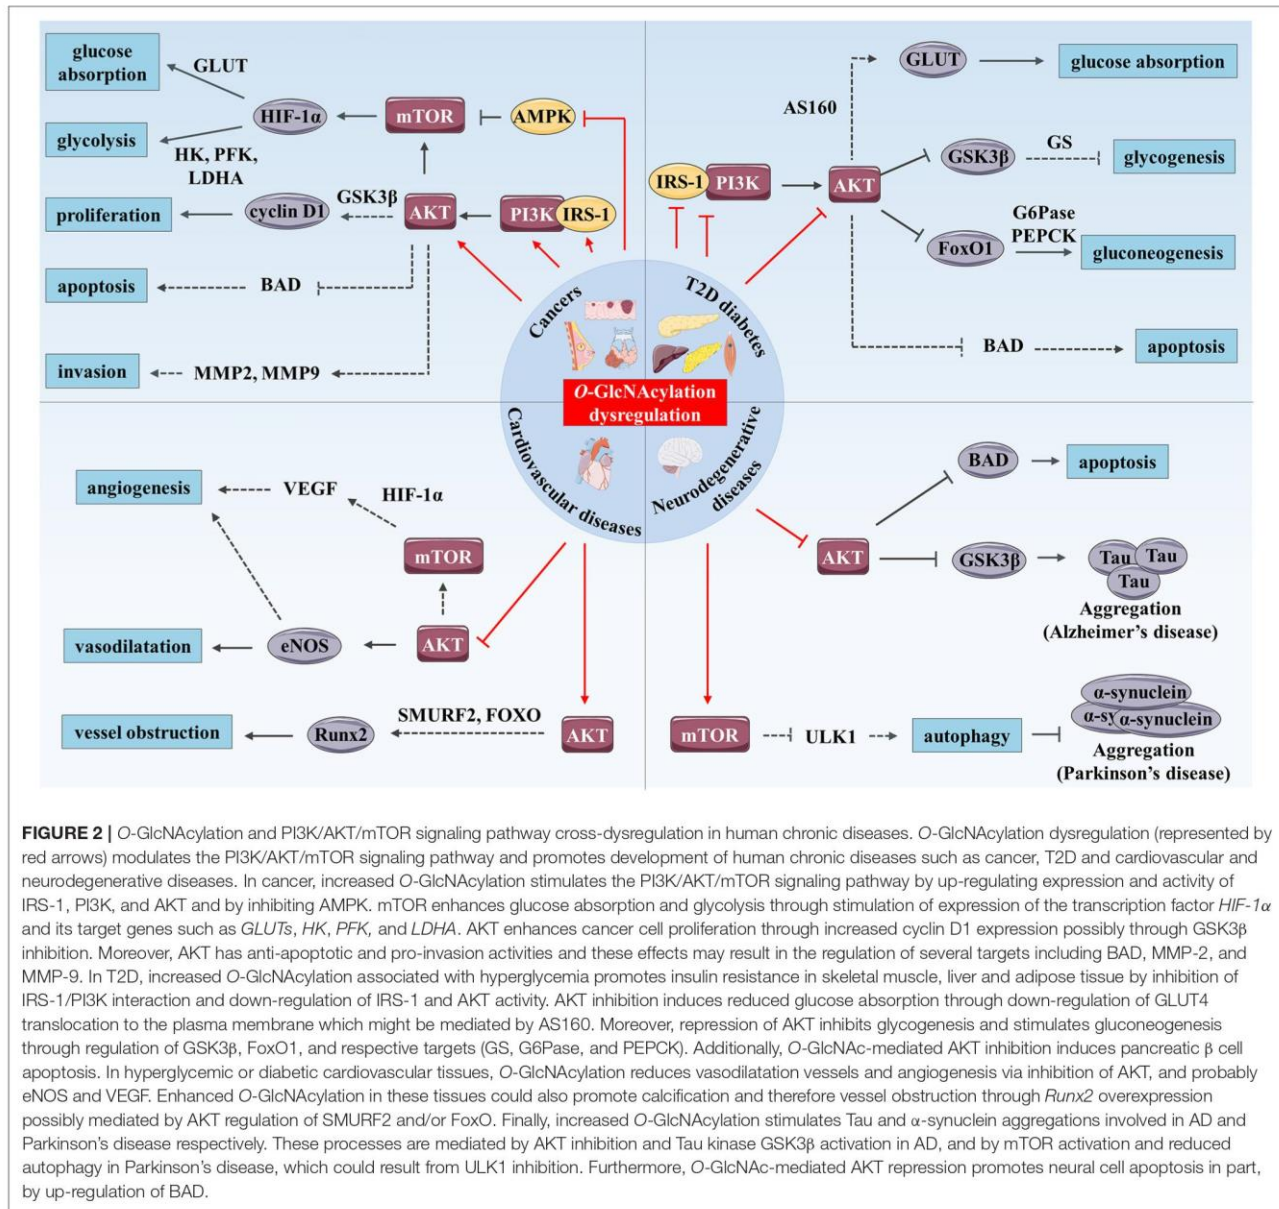 glucose
absorption
GLUT
HIF-1α
mTOR
AMPK
glycolysis
HK, PFK,
LDHA
proliferation
cyclin D1
GSK3β
AKT
PI3K
IRS-1
apoptosis
BAD
invasion
MMP2, MMP9
Cancers
GLUT
glucose absorption
AS160
IRS-1
PI3K
AKT
GSK3β
GS
glycogenesis
FoxO1
G6Pase
PEPCK
gluconeogenesis
BAD
apoptosis
T2D diabetes
O-GlcNAcylation
dysregulation
Cardiovascular diseases
Neurodegenerative
diseases
angiogenesis
VEGF
HIF-1α
mTOR
vasodilatation
eNOS
AKT
vessel obstruction
Runx2
SMURF2, FOXO
AKT
BAD
apoptosis
AKT
GSK3β
Tau
Tau
Tau
Aggregation
(Alzheimer's disease)
mTOR
ULK1
autophagy
α-synuclein
α-sy
α-synuclein
Aggregation
(Parkinson's disease)
FIGURE 2 | O-GlcNAcylation and PI3K/AKT/mTOR signaling pathway cross-dysregulation in human chronic diseases. O-GlcNAcylation dysregulation (represented by
red arrows) modulates the PI3K/AKT/mTOR signaling pathway and promotes development of human chronic diseases such as cancer, T2D and cardiovascular and
neurodegenerative diseases. In cancer, increased O-GlcNAcylation stimulates the PI3K/AKT/mTOR signaling pathway by up-regulating expression and activity of
IRS-1, PI3K, and AKT and by inhibiting AMPK. mTOR enhances glucose absorption and glycolysis through stimulation of expression of the transcription factor HIF-1α
and its target genes such as GLUTs, HK, PFK, and LDHA. AKT enhances cancer cell proliferation through increased cyclin D1 expression possibly through GSK3β
inhibition. Moreover, AKT has anti-apoptotic and pro-invasion activities and these effects may result in the regulation of several targets including BAD, MMP-2, and
MMP-9. In T2D, increased O-GlcNAcylation associated with hyperglycemia promotes insulin resistance in skeletal muscle, liver and adipose tissue by inhibition of
IRS-1/PI3K interaction and down-regulation of IRS-1 and AKT activity. AKT inhibition induces reduced glucose absorption through down-regulation of GLUT4
translocation to the plasma membrane which might be mediated by AS160. Moreover, repression of AKT inhibits glycogenesis and stimulates gluconeogenesis
through regulation of GSK3β, FoxO1, and respective targets (GS, G6Pase, and PEPCK). Additionally, O-GlcNAc-mediated AKT inhibition induces pancreatic β cell
apoptosis. In hyperglycemic or diabetic cardiovascular tissues, O-GlcNAcylation reduces vasodilatation vessels and angiogenesis via inhibition of AKT, and probably
eNOS and VEGF. Enhanced O-GlcNAcylation in these tissues could also promote calcification and therefore vessel obstruction through Runx2 overexpression
possibly mediated by AKT regulation of SMURF2 and/or FoxO. Finally, increased O-GlcNAcylation stimulates Tau and α-synuclein aggregations involved in AD and
Parkinson's disease respectively. These processes are mediated by AKT inhibition and Tau kinase GSK3β activation in AD, and by mTOR activation and reduced
autophagy in Parkinson's disease, which could result from ULK1 inhibition. Furthermore, O-GlcNAc-mediated AKT repression promotes neural cell apoptosis in part,
by up-regulation of BAD.